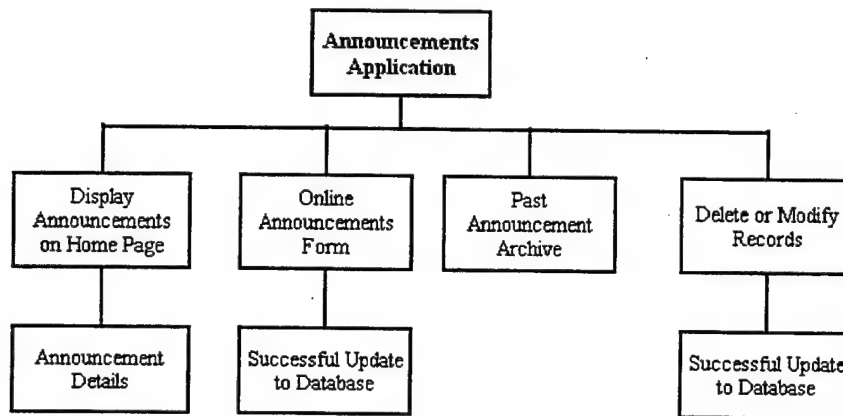 Announcements
Application
Display
Announcements
on Home Page
Online
Announcements
Form
Past
Announcement
Archive
Delete or Modify
Records
Announcement
Details
Successful Update
to Database
Successful Update
to Database